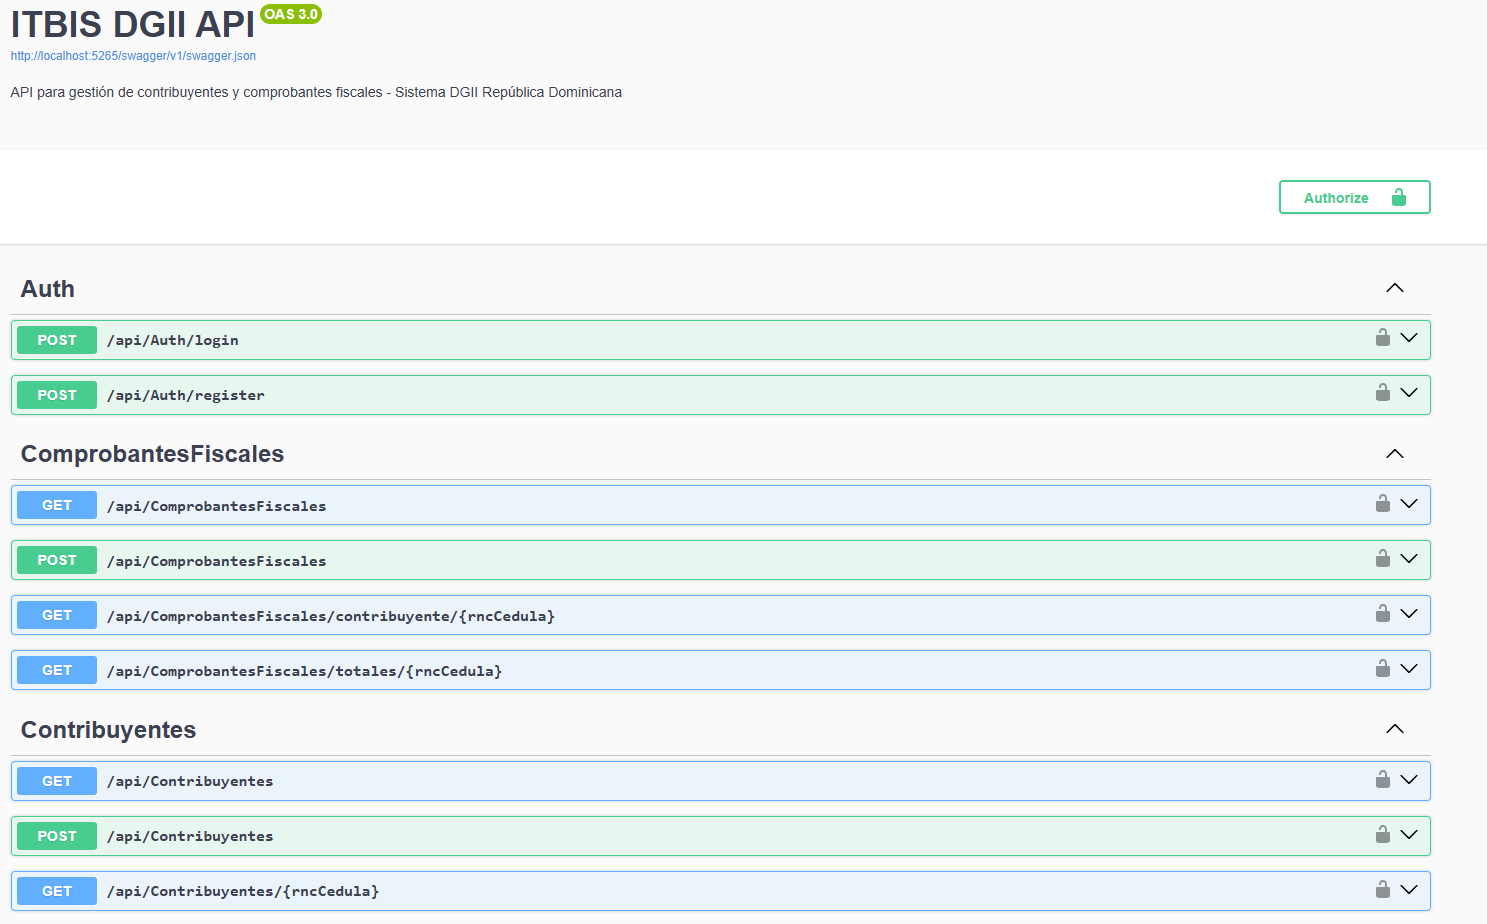 ITBIS DGII API OAS 3.0
http://localhost:5265/swagger/v1/swagger.json
API para gestión de contribuyentes y comprobantes fiscales - Sistema DGII República Dominicana
Authorize
Auth
POST /api/Auth/login
POST /api/Auth/register
ComprobantesFiscales
GET /api/ComprobantesFiscales
POST /api/ComprobantesFiscales
GET /api/ComprobantesFiscales/contribuyente/{rncCedula}
GET /api/ComprobantesFiscales/totales/{rncCedula}
Contribuyentes
GET /api/Contribuyentes
POST /api/Contribuyentes
GET /api/Contribuyentes/{rncCedula}